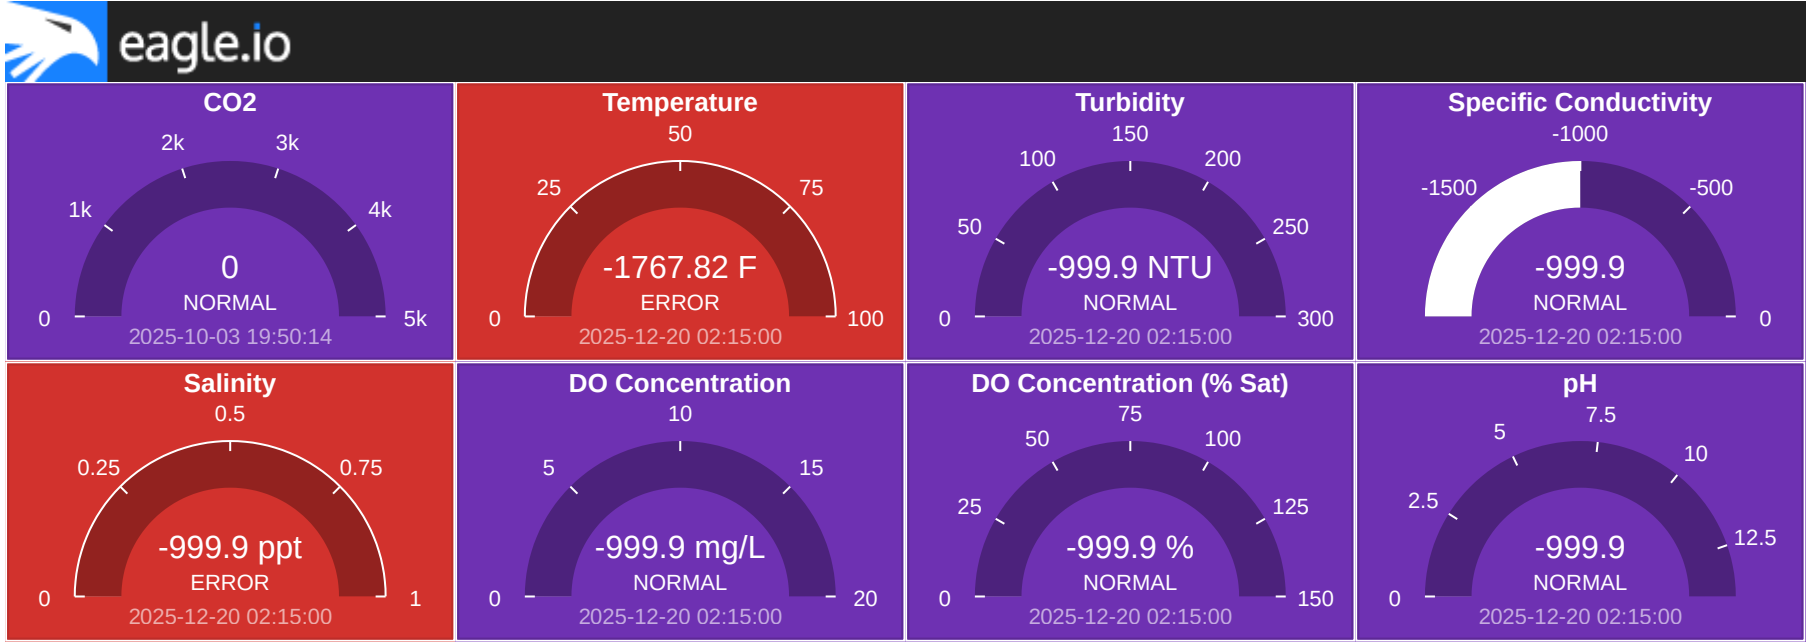 eagle.io
CO2
2k
3k
1k
4k
0
NORMAL
0
5k
2025-10-03 19:50:14
Temperature
50
25
75
-1767.82 F
ERROR
0
100
2025-12-20 02:15:00
Turbidity
150
100
200
50
250
-999.9 NTU
NORMAL
0
300
2025-12-20 02:15:00
Specific Conductivity
-1000
-1500
-500
-999.9
NORMAL
0
2025-12-20 02:15:00
Salinity
0.5
0.25
0.75
-999.9 ppt
ERROR
0
1
2025-12-20 02:15:00
DO Concentration
10
5
15
-999.9 mg/L
NORMAL
0
20
2025-12-20 02:15:00
DO Concentration (% Sat)
75
50
100
25
125
-999.9 %
NORMAL
0
150
2025-12-20 02:15:00
pH
7.5
5
10
2.5
12.5
-999.9
NORMAL
0
2025-12-20 02:15:00